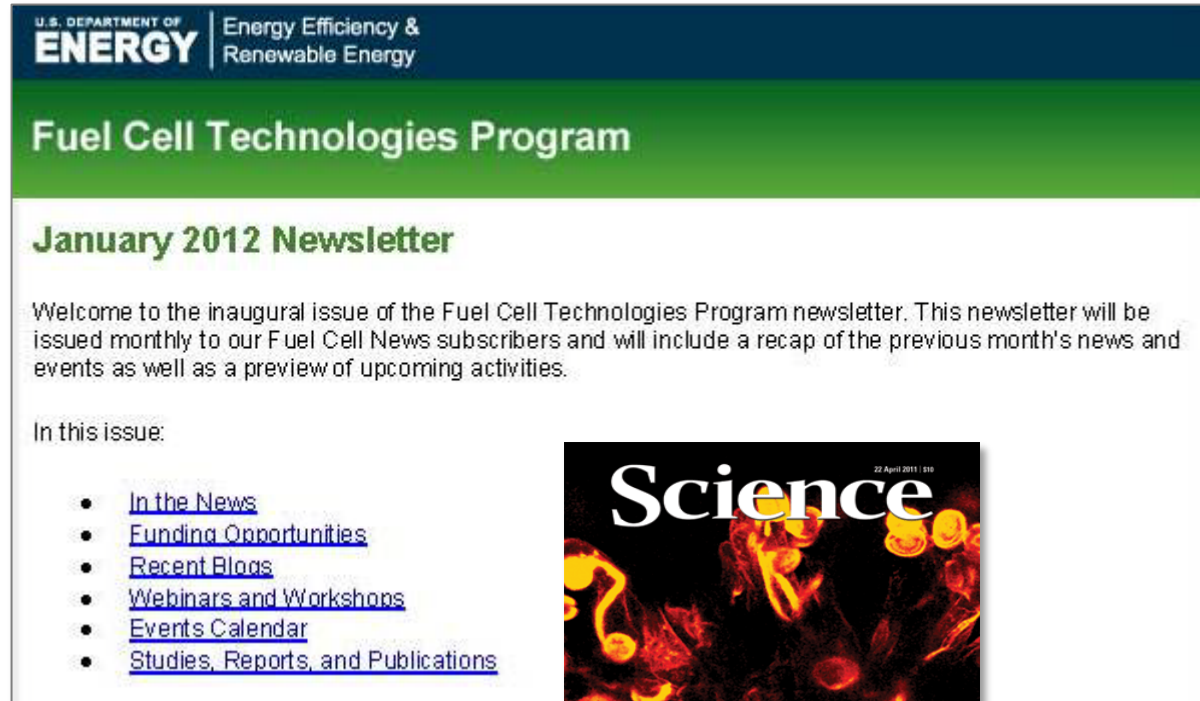 U.S. DEPARTMENT OF
ENERGY
Energy Efficiency &
Renewable Energy
Fuel Cell Technologies Program
January 2012 Newsletter
Welcome to the inaugural issue of the Fuel Cell Technologies Program newsletter. This newsletter will be
issued monthly to our Fuel Cell News subscribers and will include a recap of the previous month's news and
events as well as a preview of upcoming activities.
In this issue:
In the News
Funding Opportunities
Recent Blogs
Webinars and Workshops
Events Calendar
Studies, Reports, and Publications
22 April 2011 | $10
Science